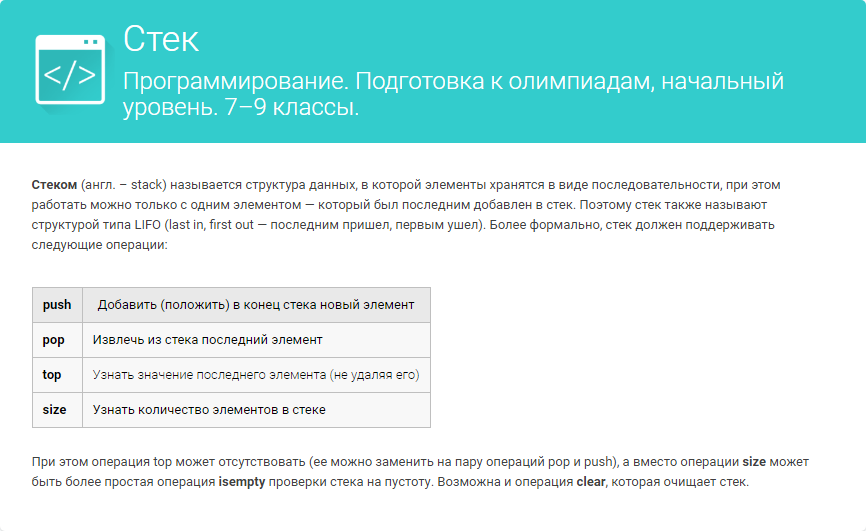 </>
Стек
Программирование. Подготовка к олимпиадам, начальный
уровень. 7–9 классы.
Стеком (англ. – stack) называется структура данных, в которой элементы хранятся в виде последовательности, при этом
работать можно только с одним элементом — который был последним добавлен в стек. Поэтому стек также называют
структурой типа LIFO (last in, first out — последним пришел, первым ушел). Более формально, стек должен поддерживать
следующие операции:
push Добавить (положить) в конец стека новый элемент
pop Извлечь из стека последний элемент
top Узнать значение последнего элемента (не удаляя его)
size Узнать количество элементов в стеке
При этом операция top может отсутствовать (ее можно заменить на пару операций pop и push), а вместо операции size может
быть более простая операция isempty проверки стека на пустоту. Возможна и операция clear, которая очищает стек.